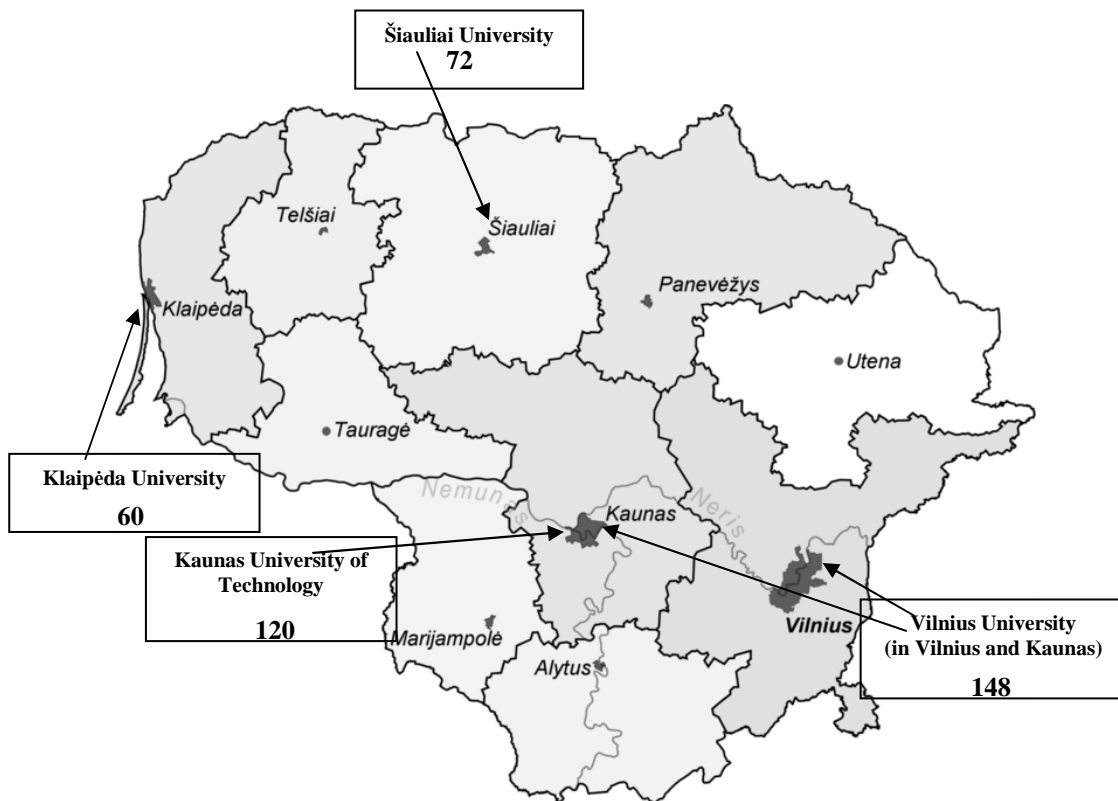 Šiauliai University
72
Telšiai
Šiauliai
Klaipėda
Panevėžys
Utena
Tauragė
Klaipėda University
60
Nemunas
Neris
Kaunas
Kaunas University of
Technology
120
Marijampolė
Vilnius
Vilnius University
(in Vilnius and Kaunas)
148
Alytus